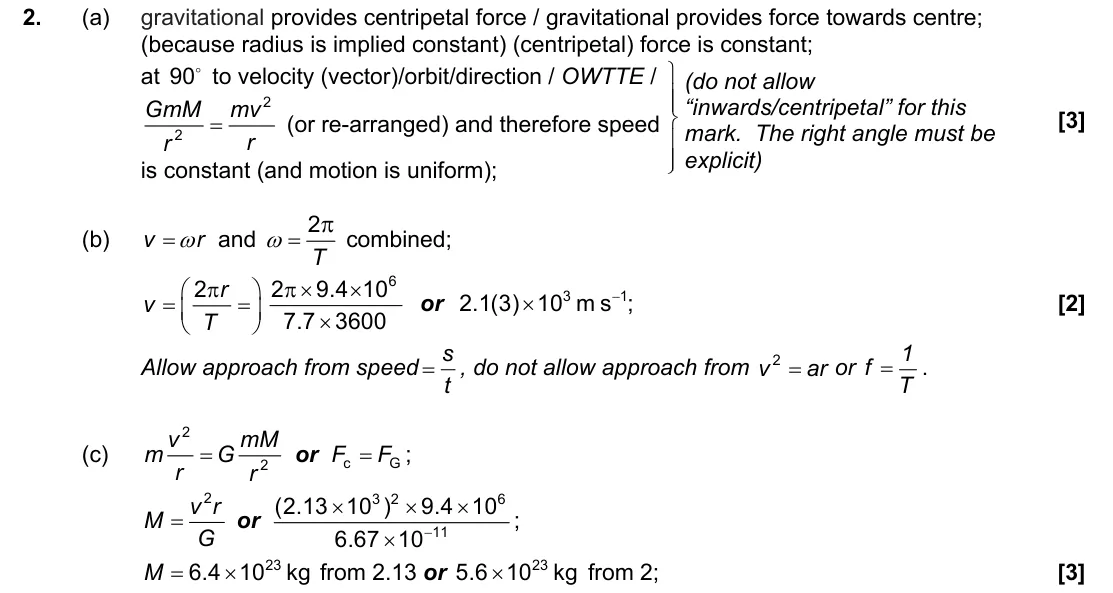 2. (a) gravitational provides centripetal force / gravitational provides force towards centre;
(because radius is implied constant) (centripetal) force is constant;
at 90° to velocity (vector)/orbit/direction / OWTTE /
GmM/r² = mv²/r (or re-arranged) and therefore speed
is constant (and motion is uniform);
(do not allow
“inwards/centripetal” for this
mark. The right angle must be
explicit)
[3]
(b) v = ωr and ω = 2π/T combined;
v = (2πr/T =) 2π × 9.4 × 10⁶/7.7 × 3600 or 2.1(3) × 10³ m s⁻¹; [2]
Allow approach from speed = s/t, do not allow approach from v² = ar or f = 1/T.
(c) m v²/r = G mM/r² or F_c = F_G;
M = v²r/G or (2.13 × 10³)² × 9.4 × 10⁶/6.67 × 10⁻¹¹;
M = 6.4 × 10²³ kg from 2.13 or 5.6 × 10²³ kg from 2; [3]